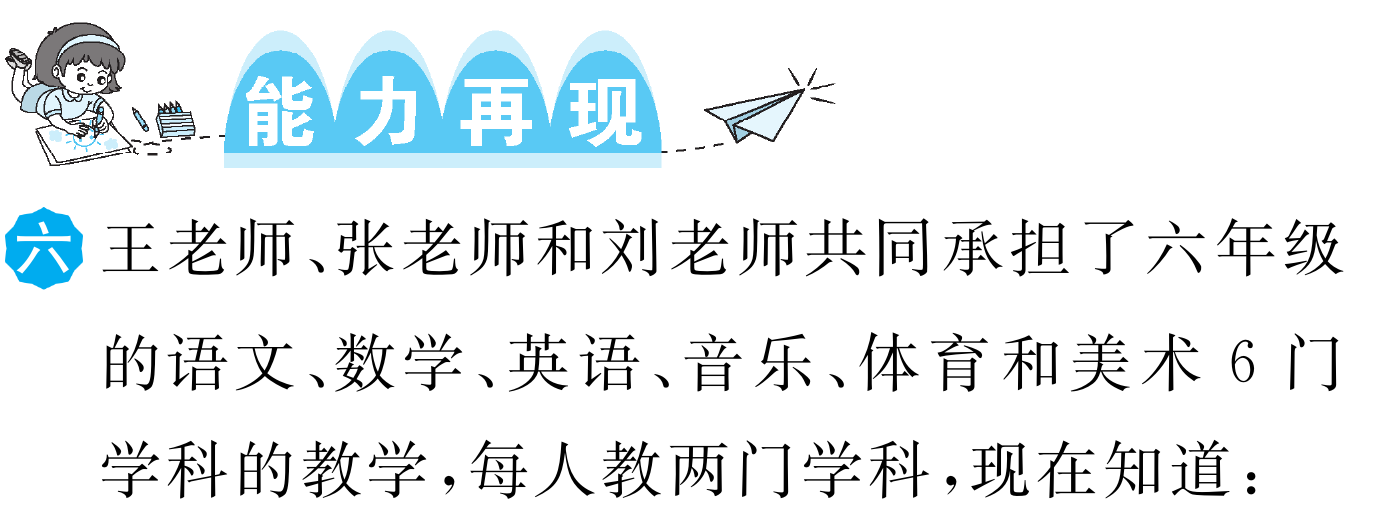 能力再现
六 王老师、张老师和刘老师共同承担了六年级
的语文、数学、英语、音乐、体育和美术 6 门
学科的教学,每人教两门学科,现在知道: